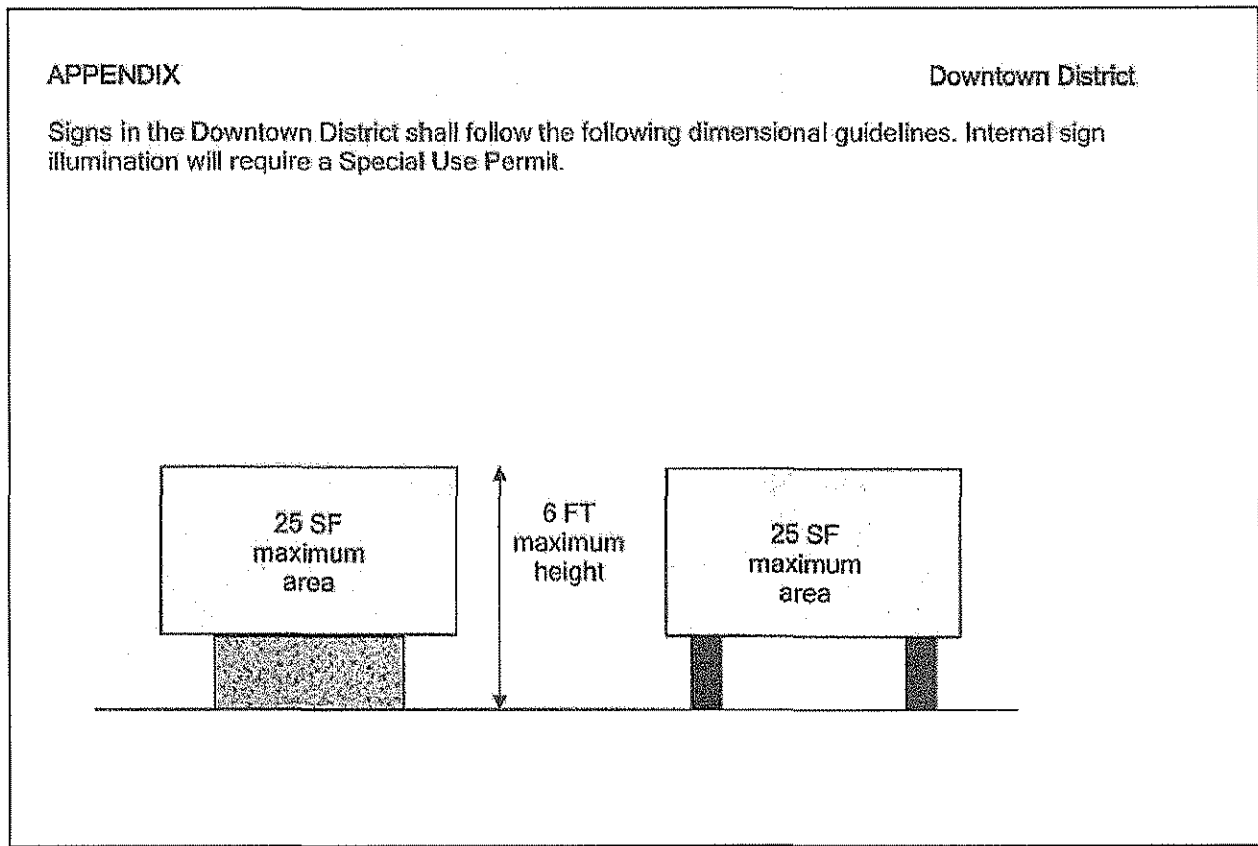 APPENDIX
Downtown District
Signs in the Downtown District shall follow the following dimensional guidelines. Internal sign
illumination will require a Special Use Permit.
25 SF
maximum
area
6 FT
maximum
height
25 SF
maximum
area